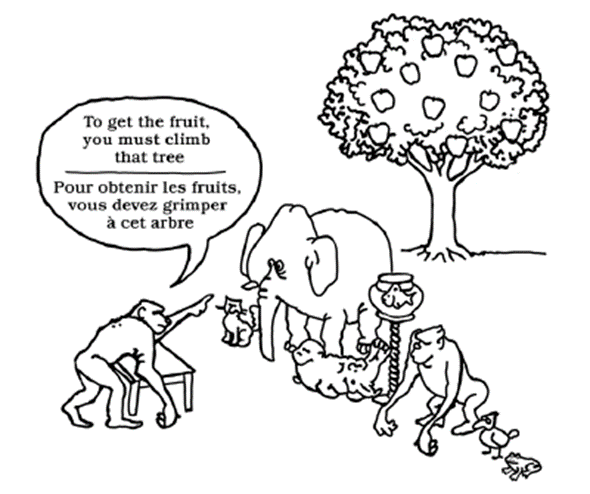 To get the fruit,
you must climb
that tree
Pour obtenir les fruits,
vous devez grimper
à cet arbre